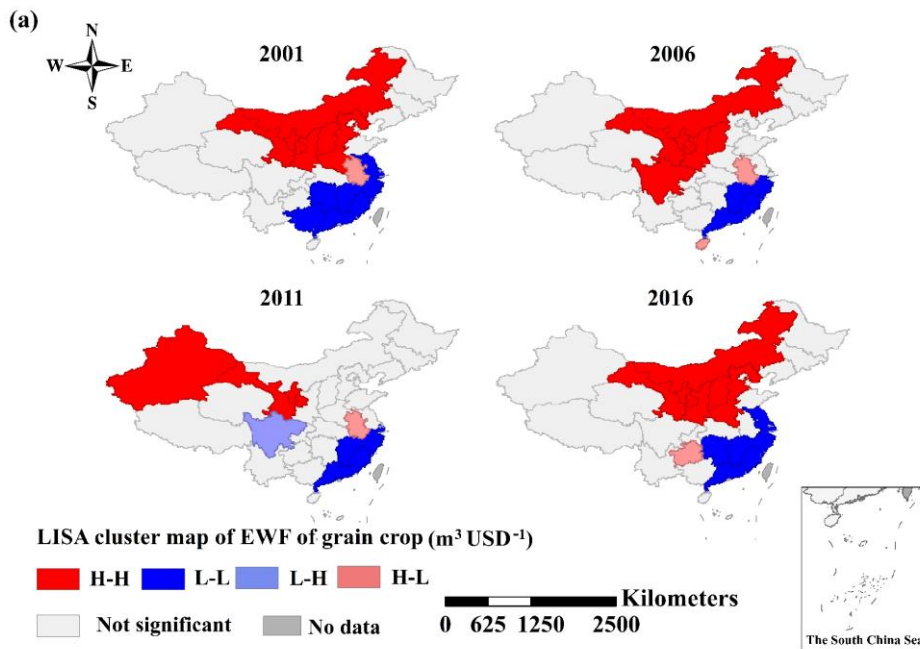 (a)
N
W E
S
2001
2006
2011
2016
LISA cluster map of EWF of grain crop (m³ USD⁻¹)
H-H L-L L-H H-L
Not significant No data
Kilometers
0 625 1250 2500
The South China Sea